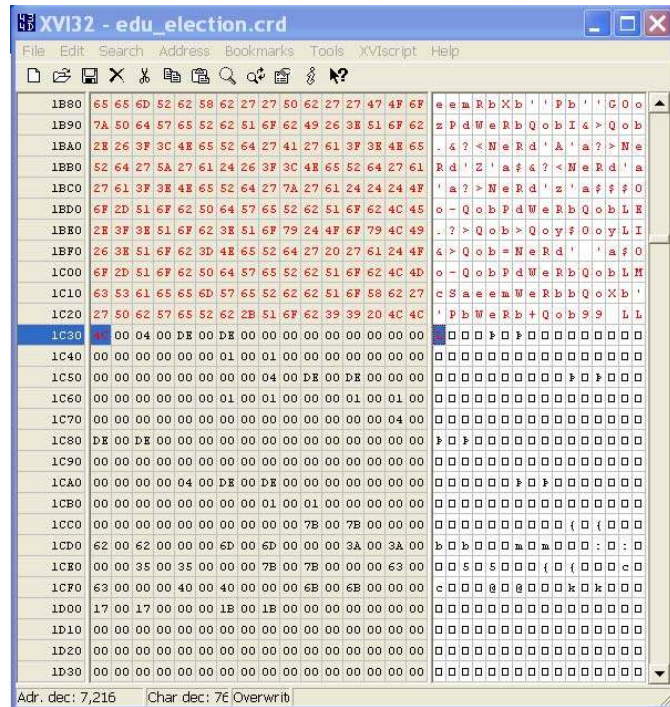 XVI32 - edu_election.crd
File Edit Search Address Bookmarks Tools XVIscript Help
1B80 65 65 6D 52 62 58 62 27 27 50 62 27 27 47 4F 6F e e m R b X b ' ' P b ' ' G O o
1B90 7A 50 64 57 65 52 62 51 6F 62 49 26 3E 51 6F 62 z P d W e R b Q o b I & > Q o b
1BA0 2E 26 3F 3C 4E 65 52 64 27 41 27 61 3F 3E 4E 65 . & ? < N e R d ' A ' a ? > N e
1BB0 52 64 27 5A 27 61 24 26 3F 3C 4E 65 52 64 27 61 R d ' Z ' a $ & ? < N e R d ' a
1BC0 27 61 3F 3E 4E 65 52 64 27 7A 27 61 24 24 24 4F ' a ? > N e R d ' z ' a $ $ $ O
1BD0 6F 2D 51 6F 62 50 64 57 65 52 62 51 6F 62 4C 45 o - Q o b P d W e R b Q o b L E
1BE0 2E 3F 3E 51 6F 62 3E 51 6F 79 24 4F 6F 79 4C 49 . ? > Q o b > Q o y $ O o y L I
1BF0 26 3E 51 6F 62 3D 4E 65 52 64 27 20 27 61 24 4F & > Q o b = N e R d ' ' a $ O
1C00 6F 2D 51 6F 62 50 64 57 65 52 62 51 6F 62 4C 4D o - Q o b P d W e R b Q o b L M
1C10 63 53 61 65 65 6D 57 65 52 62 62 51 6F 58 62 27 c S a e e m W e R b b Q o X b '
1C20 27 50 62 57 65 52 62 2B 51 6F 62 39 39 20 4C 4C ' P b W e R b + Q o b 9 9 L L
1C30 4C 00 04 00 DE 00 DE 00 00 00 00 00 00 00 00 00 L Þ Þ
1C40 00 00 00 00 00 00 01 00 01 00 00 00 00 00 00 00
1C50 00 00 00 00 00 00 00 00 04 00 DE 00 DE 00 00 00 Þ Þ
1C60 00 00 00 00 00 00 01 00 01 00 00 00 01 00 01 00
1C70 00 00 00 00 00 00 00 00 00 00 00 00 00 00 04 00
1C80 DE 00 DE 00 00 00 00 00 00 00 00 00 00 00 00 00 Þ Þ
1C90 00 00 00 00 00 00 00 00 00 00 00 00 00 00 00 00
1CA0 00 00 00 00 04 00 DE 00 DE 00 00 00 00 00 00 00 Þ Þ
1CB0 00 00 00 00 00 00 00 00 01 00 01 00 00 00 00 00
1CC0 00 00 00 00 00 00 00 00 00 00 7B 00 7B 00 00 00 { {
1CD0 62 00 62 00 00 00 6D 00 6D 00 00 00 3A 00 3A 00 b b m m : :
1CE0 00 00 35 00 35 00 00 00 7B 00 7B 00 00 00 63 00 5 5 { { c
1CF0 63 00 00 00 40 00 40 00 00 00 6B 00 6B 00 00 00 c @ @ k k
1D00 17 00 17 00 00 00 1B 00 1B 00 00 00 00 00 00 00
1D10 00 00 00 00 00 00 00 00 00 00 00 00 00 00 00 00
1D20 00 00 00 00 00 00 00 00 00 00 00 00 00 00 00 00
1D30 00 00 00 00 00 00 00 00 00 00 00 00 00 00 00 00
Adr. dec: 7,216 Char dec: 76 Overwrit